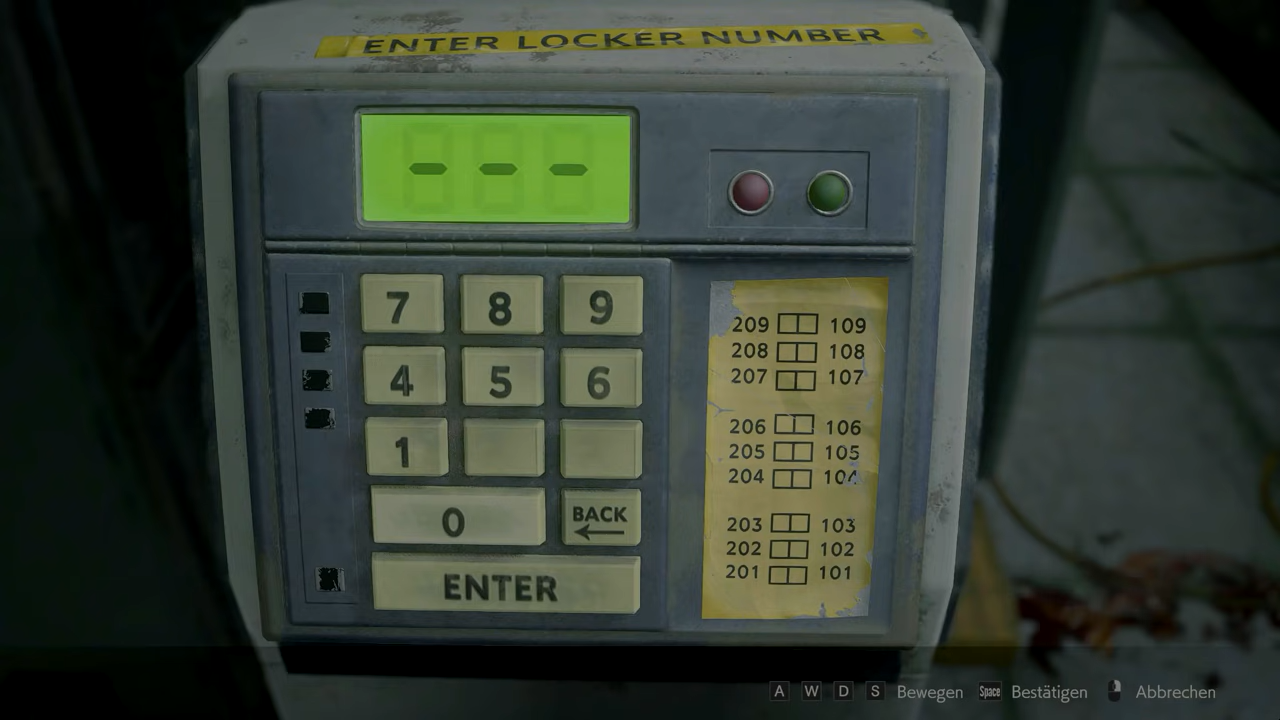 ENTER LOCKER NUMBER
- - -
7 8 9
4 5 6
1
0 BACK
ENTER
209 109
208 108
207 107
206 106
205 105
204 104
203 103
202 102
201 101
A W D S Bewegen Space Bestätigen Abbrechen